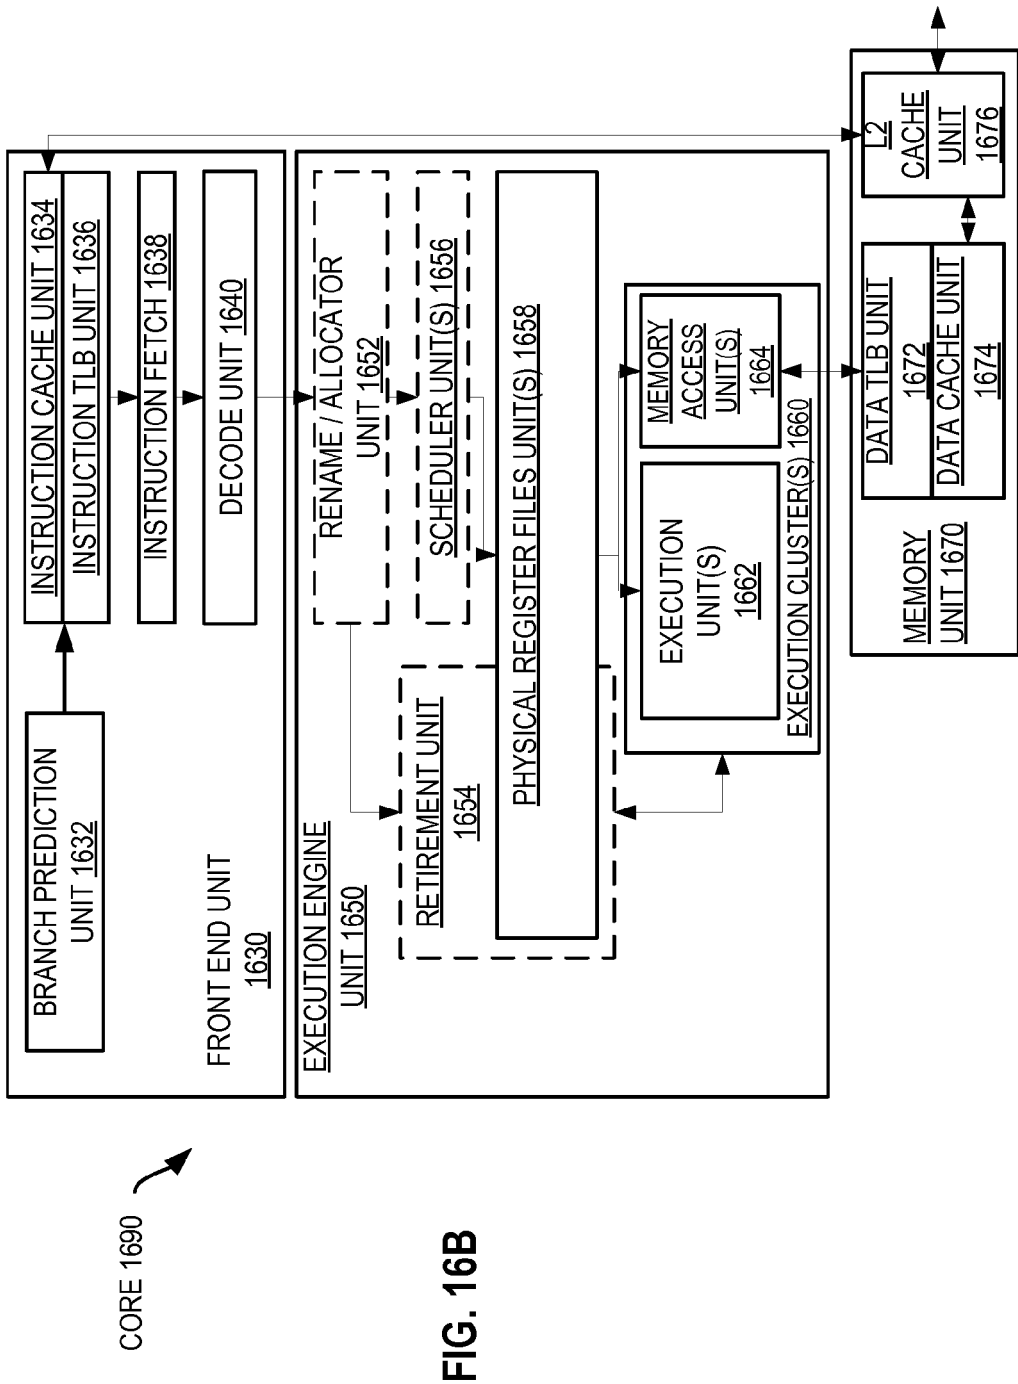 CORE 1690
BRANCH PREDICTION
UNIT 1632
INSTRUCTION CACHE UNIT 1634
INSTRUCTION TLB UNIT 1636
INSTRUCTION FETCH 1638
DECODE UNIT 1640
FRONT END UNIT
1630
EXECUTION ENGINE
UNIT 1650
RENAME / ALLOCATOR
UNIT 1652
SCHEDULER UNIT(S) 1656
RETIREMENT UNIT
1654
PHYSICAL REGISTER FILES UNIT(S) 1658
EXECUTION
UNIT(S)
1662
MEMORY
ACCESS
UNIT(S)
1664
EXECUTION CLUSTER(S) 1660
MEMORY
UNIT 1670
DATA TLB UNIT
1672
DATA CACHE UNIT
1674
L2
CACHE
UNIT
1676
FIG. 16B